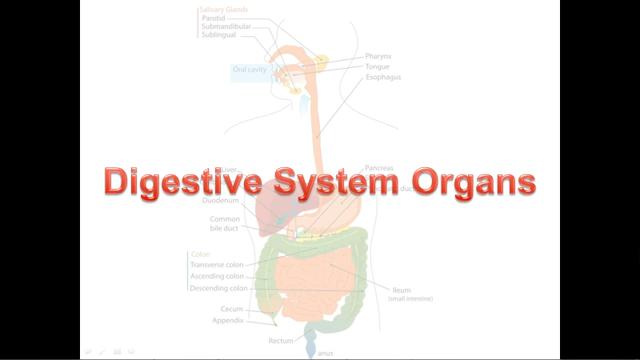 Salivary Glands
Parotid
Submandibular
Sublingual
Oral cavity
Pharynx
Tongue
Esophagus
Digestive System Organs
Liver
Pancreas
Duodenum
Common
bile duct
Colon
Transverse colon
Ascending colon
Descending colon
Ileum
(small intestine)
Cecum
Appendix
Rectum
anus